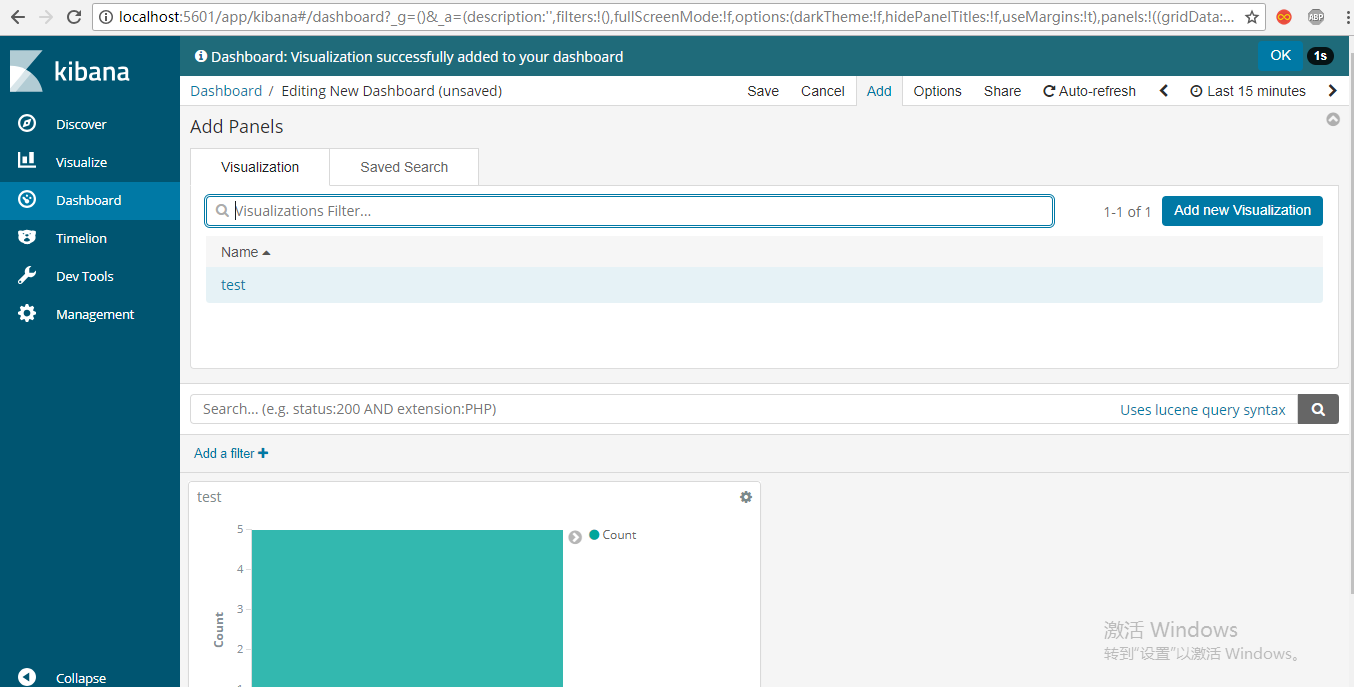 localhost:5601/app/kibana#/dashboard?_g=()&_a=(description:'',filters:!(),fullScreenMode:!f,options:(darkTheme:!f,hidePanelTitles:!f,useMargins:!t),panels:!((gridData:...
ABP
kibana
Dashboard: Visualization successfully added to your dashboard
OK
1s
Dashboard / Editing New Dashboard (unsaved)
Save
Cancel
Add
Options
Share
Auto-refresh
Last 15 minutes
Discover
Visualize
Dashboard
Timelion
Dev Tools
Management
Collapse
Add Panels
Visualization
Saved Search
Visualizations Filter...
1-1 of 1
Add new Visualization
Name
test
Search... (e.g. status:200 AND extension:PHP)
Uses lucene query syntax
Add a filter
test
5
4
3
2
1
Count
Count
激活 Windows
转到"设置"以激活 Windows。